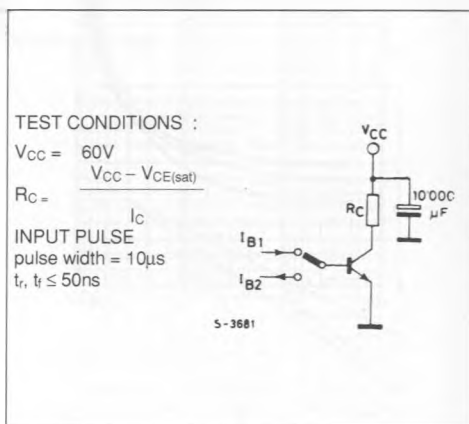 TEST CONDITIONS :
VCC = 60V
RC = VCC – VCE(sat)
IC
INPUT PULSE
pulse width = 10μs
tr, tf ≤ 50ns
VCC
RC
10'000
μF
IB1
IB2
S-3681